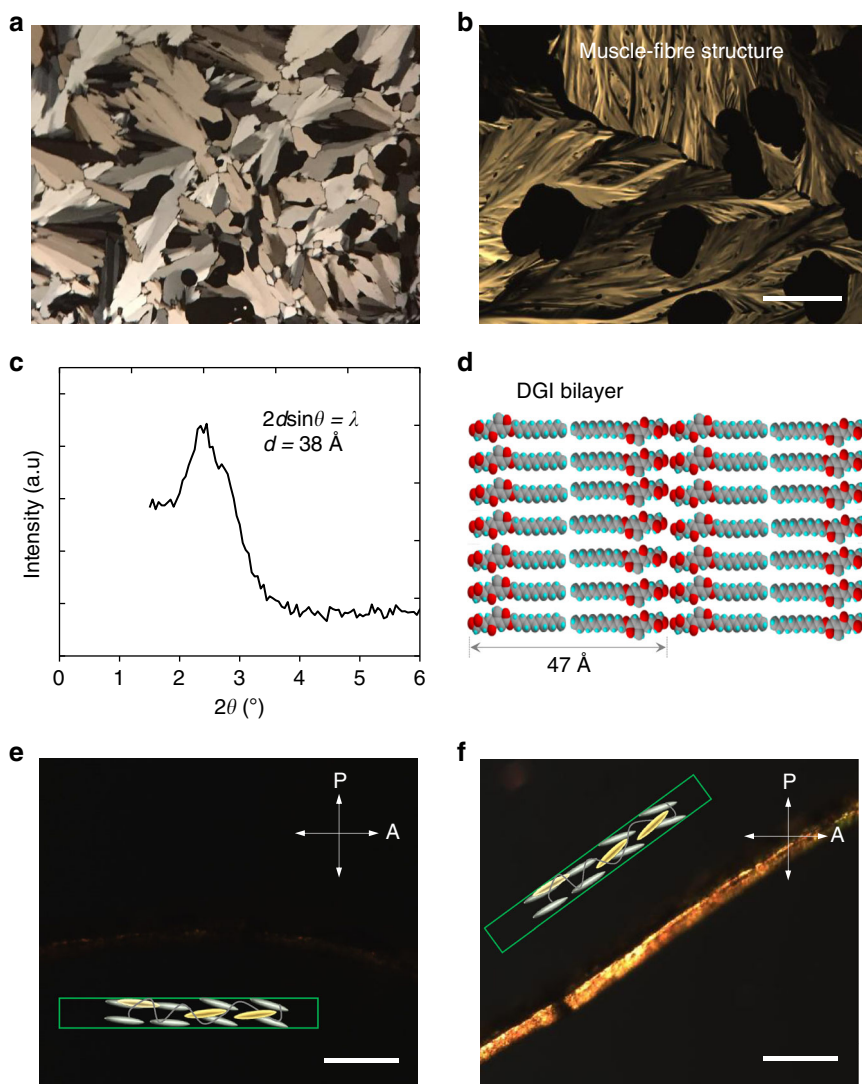 a
b
Muscle-fibre structure
c
2dsinθ = λ
d = 38 Å
Intensity (a.u)
0 1 2 3 4 5 6
2θ (°)
d
DGI bilayer
47 Å
e
P
A
f
P
A